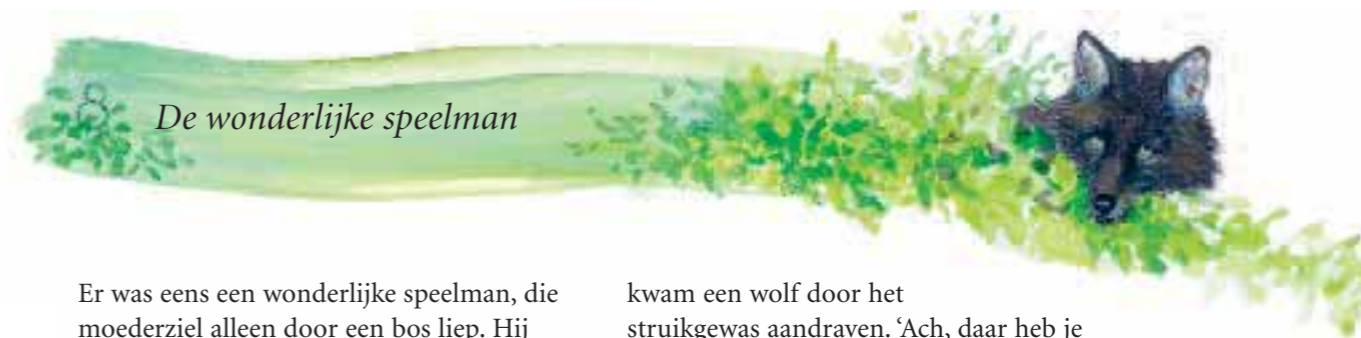 8
De wonderlijke speelman
Er was eens een wonderlijke speelman, die
moederziel alleen door een bos liep. Hij
kwam een wolf door het
struikgewas aandraven. ‘Ach, daar heb je